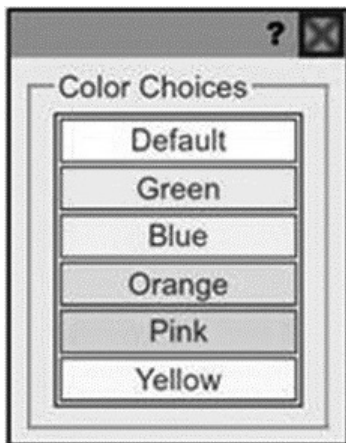 ?
Color Choices
Default
Green
Blue
Orange
Pink
Yellow